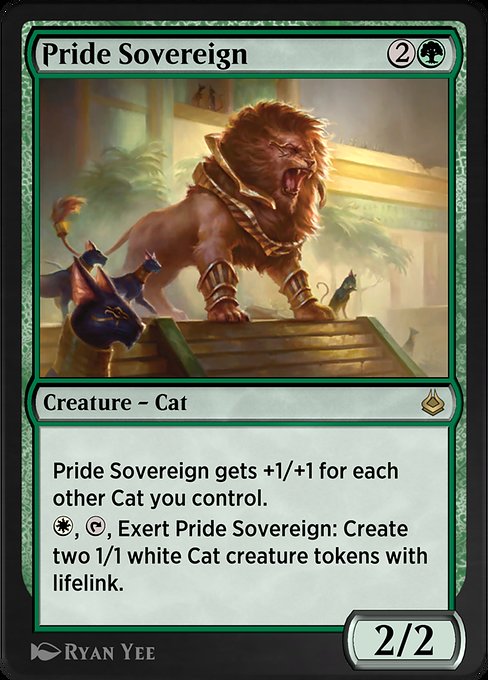 Pride Sovereign 2
Creature – Cat
Pride Sovereign gets +1/+1 for each
other Cat you control.
, , Exert Pride Sovereign: Create
two 1/1 white Cat creature tokens with
lifelink.
2/2
Ryan Yee